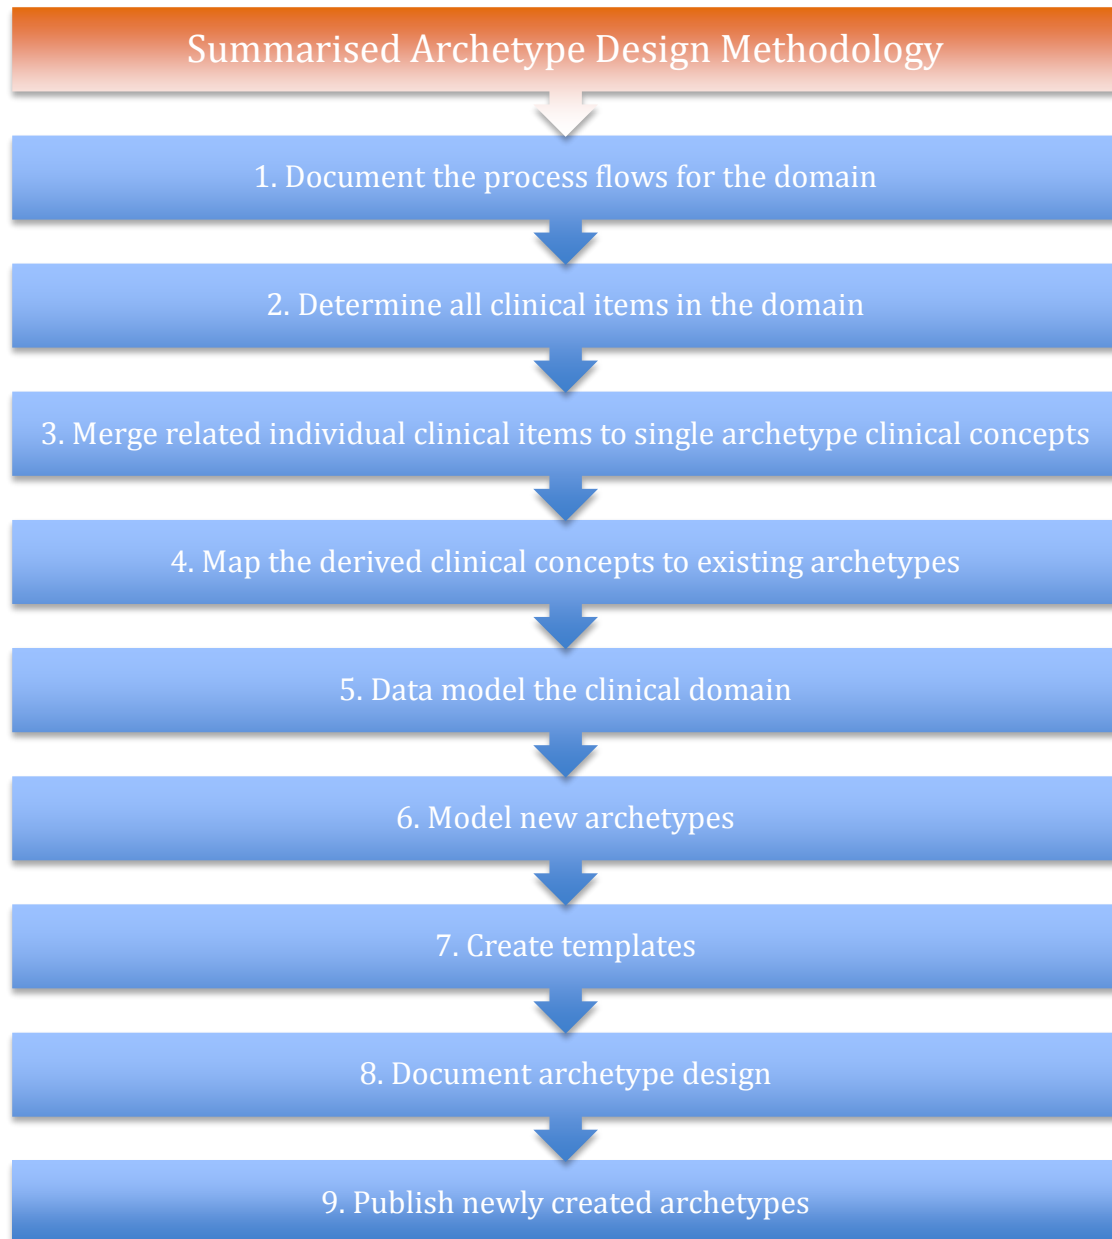 Summarised Archetype Design Methodology
1. Document the process flows for the domain
2. Determine all clinical items in the domain
3. Merge related individual clinical items to single archetype clinical concepts
4. Map the derived clinical concepts to existing archetypes
5. Data model the clinical domain
6. Model new archetypes
7. Create templates
8. Document archetype design
9. Publish newly created archetypes